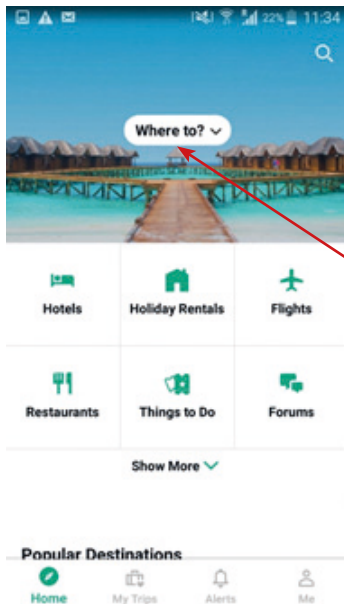 22% 11:34
Where to?
Hotels Holiday Rentals Flights
Restaurants Things to Do Forums
Show More
Popular Destinations
Home My Trips Alerts Me